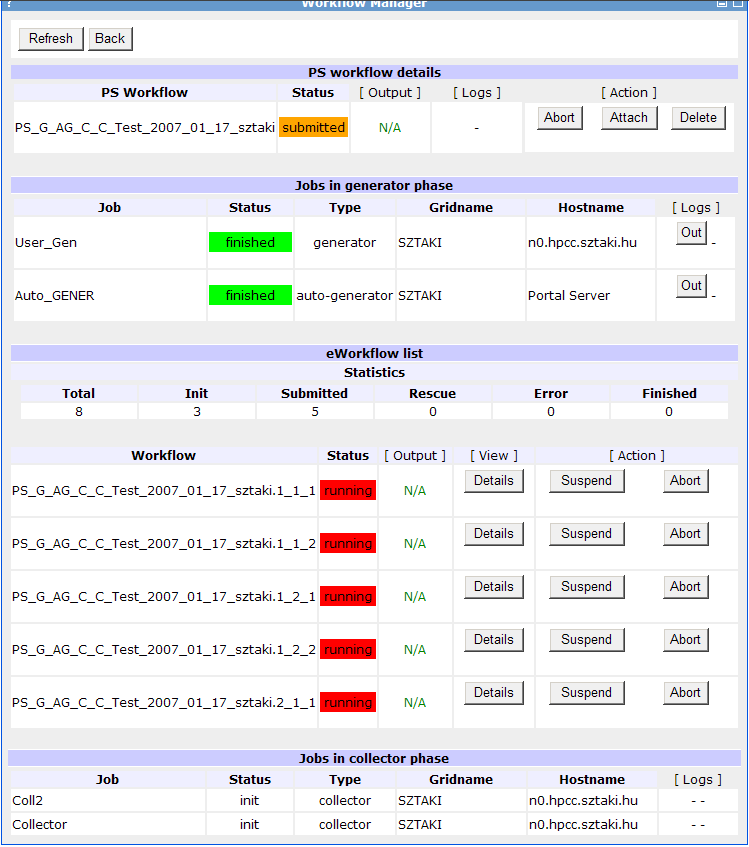 ? Workflow Manager
Refresh Back
PS workflow details
PS Workflow Status [ Output ] [ Logs ] [ Action ]
PS_G_AG_C_C_Test_2007_01_17_sztaki submitted N/A - Abort Attach Delete
Jobs in generator phase
Job Status Type Gridname Hostname [ Logs ]
User_Gen finished generator SZTAKI n0.hpcc.sztaki.hu Out -
Auto_GENER finished auto-generator SZTAKI Portal Server Out -
eWorkflow list
Statistics
Total Init Submitted Rescue Error Finished
8 3 5 0 0 0
Workflow Status [ Output ] [ View ] [ Action ]
PS_G_AG_C_C_Test_2007_01_17_sztaki.1_1_1 running N/A Details Suspend Abort
PS_G_AG_C_C_Test_2007_01_17_sztaki.1_1_2 running N/A Details Suspend Abort
PS_G_AG_C_C_Test_2007_01_17_sztaki.1_2_1 running N/A Details Suspend Abort
PS_G_AG_C_C_Test_2007_01_17_sztaki.1_2_2 running N/A Details Suspend Abort
PS_G_AG_C_C_Test_2007_01_17_sztaki.2_1_1 running N/A Details Suspend Abort
Jobs in collector phase
Job Status Type Gridname Hostname [ Logs ]
Coll2 init collector SZTAKI n0.hpcc.sztaki.hu - -
Collector init collector SZTAKI n0.hpcc.sztaki.hu - -